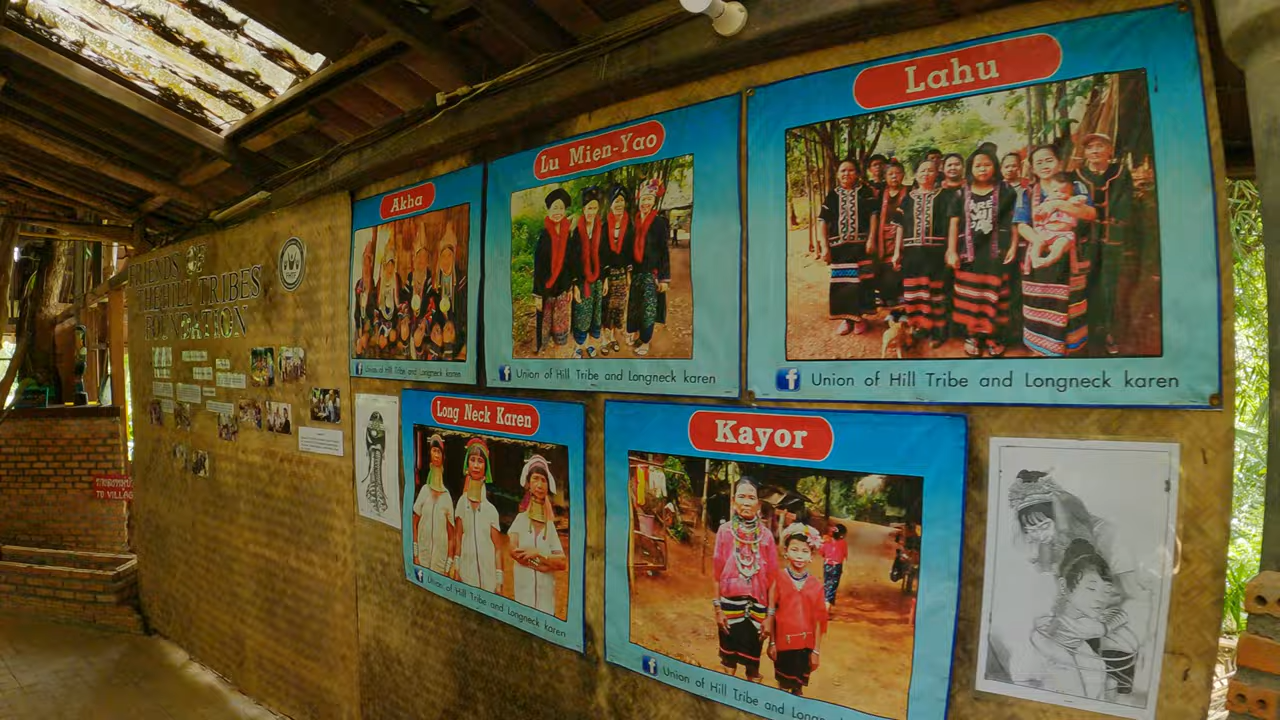 FRIENDS OF
THE HILL TRIBES
FOUNDATION
Akha
Union of Hill Tribe and Longneck karen
Lu Mien-Yao
Union of Hill Tribe and Longneck karen
Lahu
Union of Hill Tribe and Longneck karen
Long Neck Karen
Union of Hill Tribe and Longneck karen
Kayor
Union of Hill Tribe and Longneck
TO VILLAG